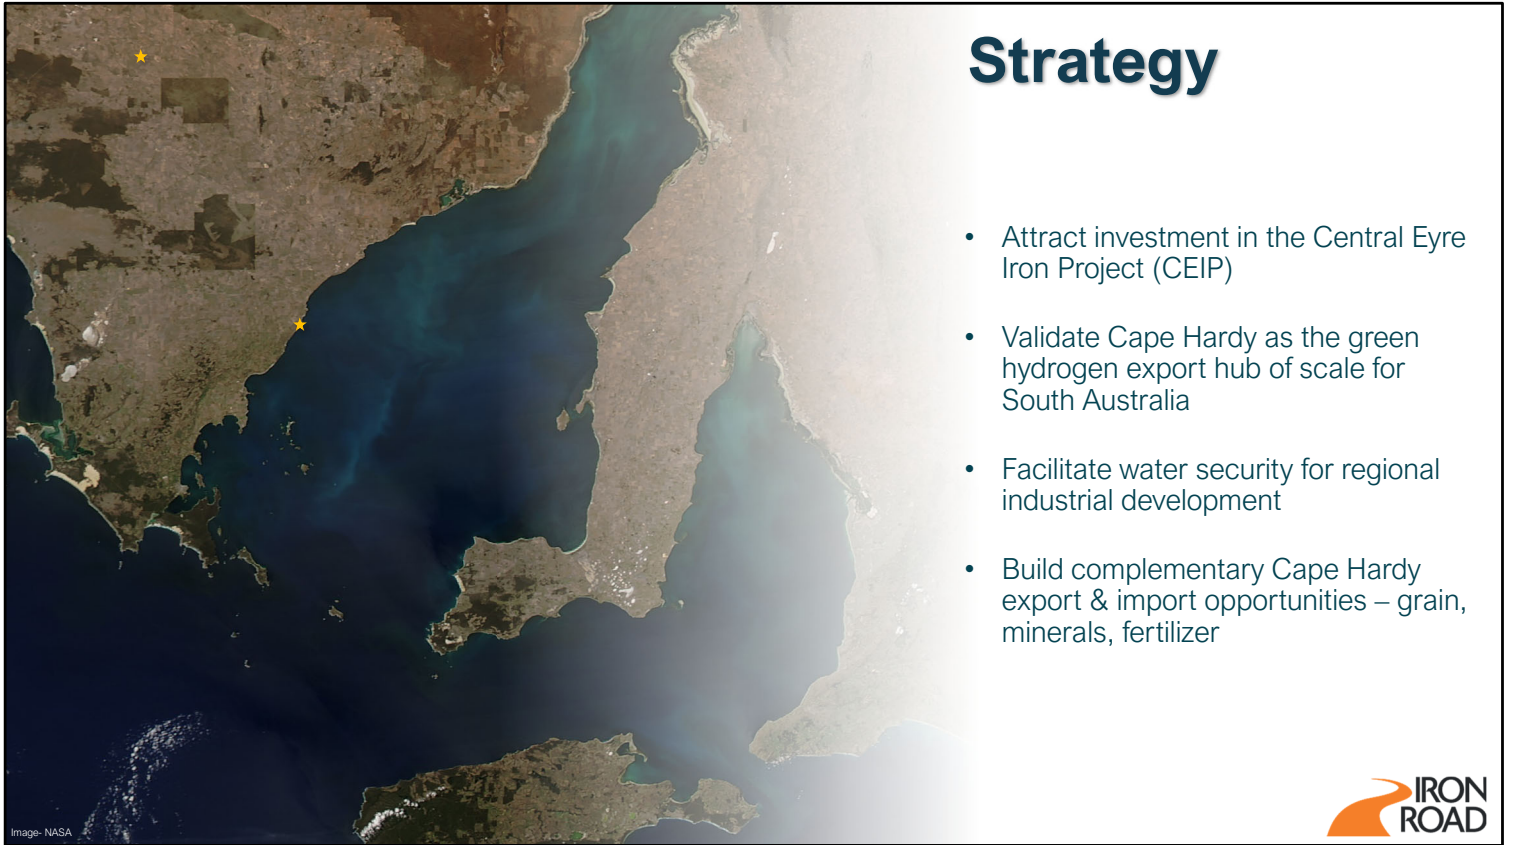 Strategy
• Attract investment in the Central Eyre
Iron Project (CEIP)
• Validate Cape Hardy as the green
hydrogen export hub of scale for
South Australia
• Facilitate water security for regional
industrial development
• Build complementary Cape Hardy
export & import opportunities – grain,
minerals, fertilizer
Image- NASA
IRON
ROAD